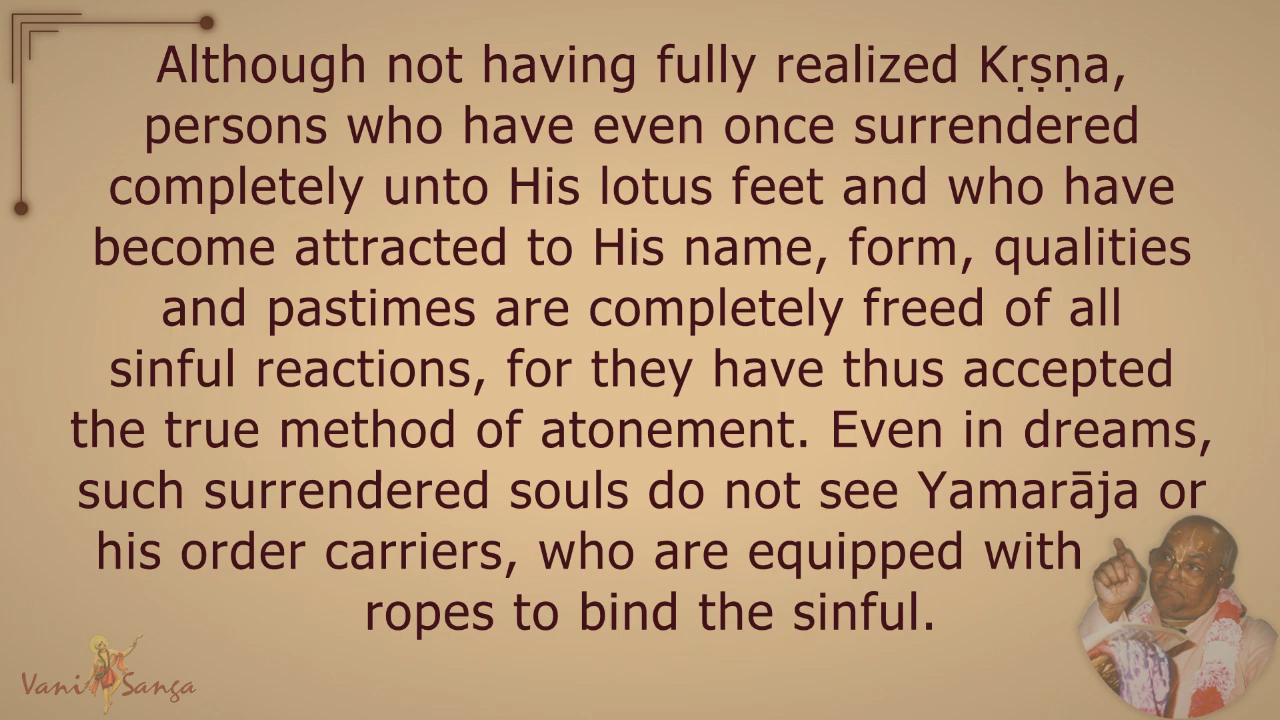 Although not having fully realized Kṛṣṇa,
persons who have even once surrendered
completely unto His lotus feet and who have
become attracted to His name, form, qualities
and pastimes are completely freed of all
sinful reactions, for they have thus accepted
the true method of atonement. Even in dreams,
such surrendered souls do not see Yamarāja or
his order carriers, who are equipped with
ropes to bind the sinful.
Vani Sanga